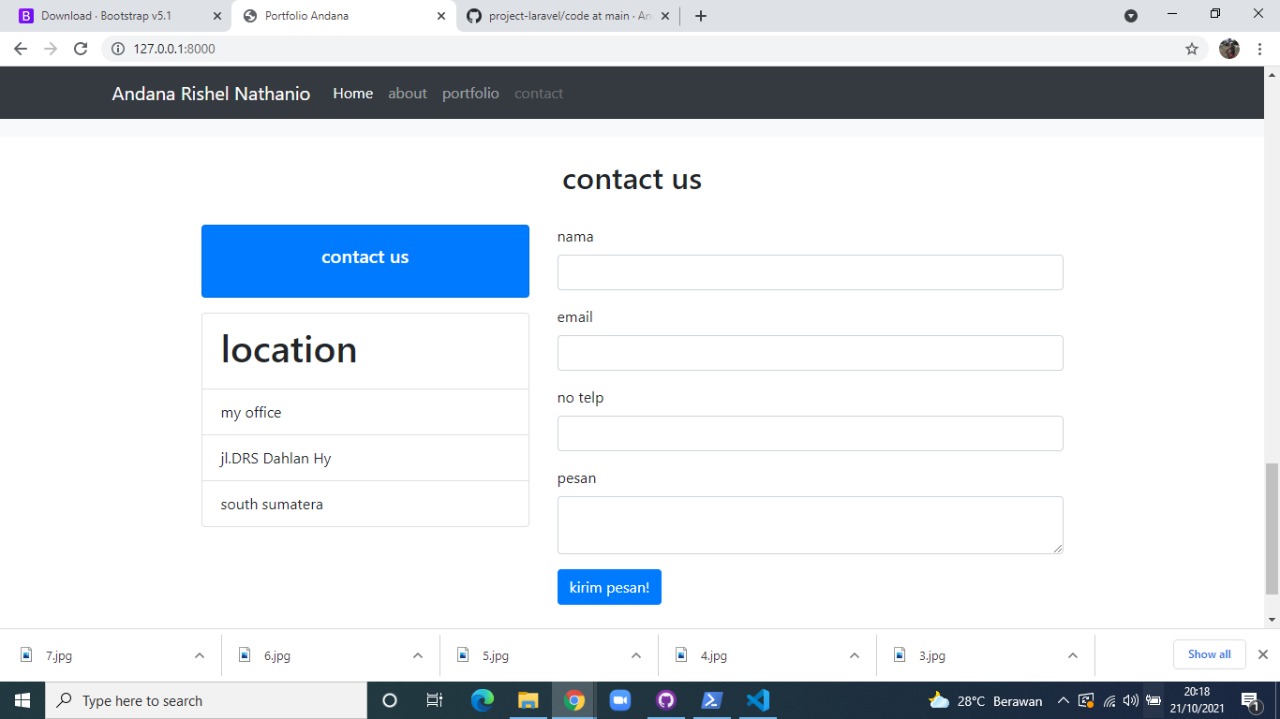 Download · Bootstrap v5.1
Portfolio Andana
project-laravel/code at main · An
127.0.0.1:8000
Andana Rishel Nathanio Home about portfolio contact
contact us
contact us
location
my office
jl.DRS Dahlan Hy
south sumatera
nama
email
no telp
pesan
kirim pesan!
7.jpg
6.jpg
5.jpg
4.jpg
3.jpg
Show all
Type here to search
28°C Berawan
20:18
21/10/2021
1